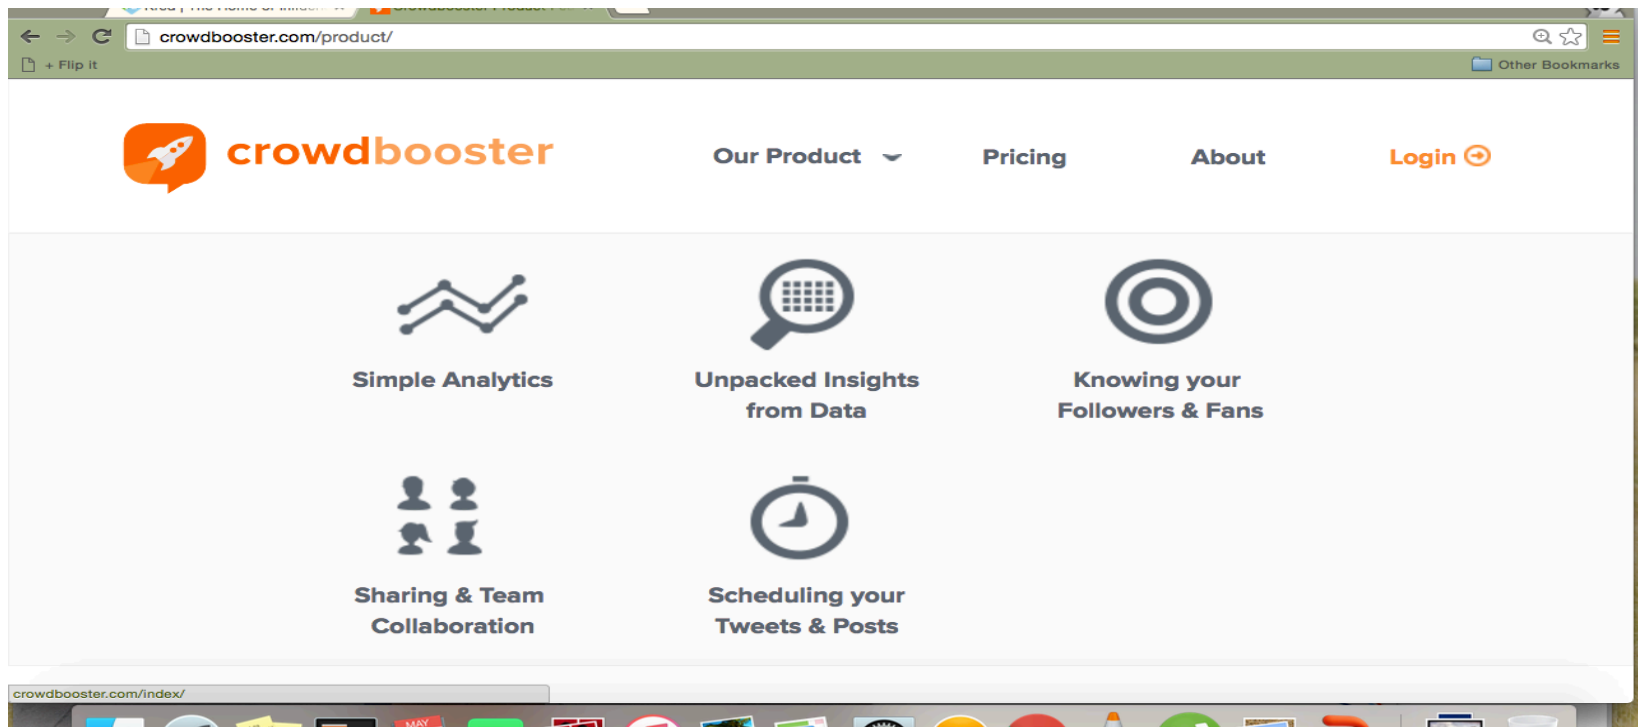 crowdbooster.com/product/
+ Flip it
Other Bookmarks
crowdbooster
Our Product
Pricing
About
Login
Simple Analytics
Unpacked Insights
from Data
Knowing your
Followers & Fans
Sharing & Team
Collaboration
Scheduling your
Tweets & Posts
crowdbooster.com/index/
MAY